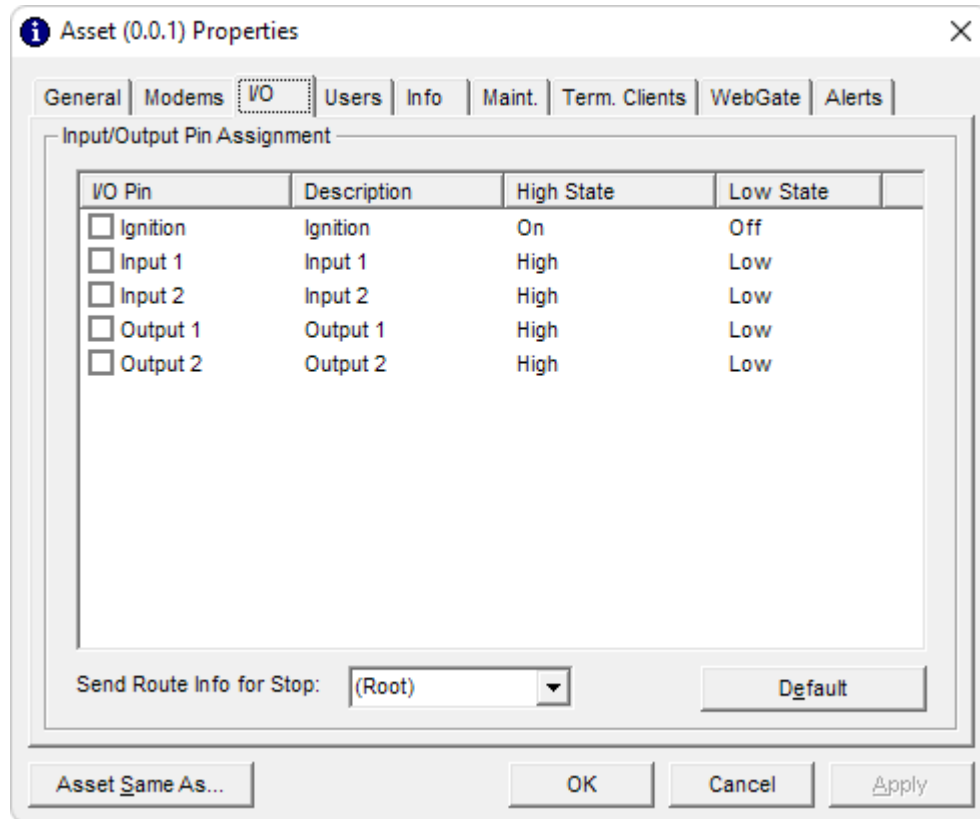 Asset (0.0.1) Properties
General Modems I/O Users Info Maint. Term. Clients WebGate Alerts
Input/Output Pin Assignment
I/O Pin Description High State Low State
Ignition Ignition On Off
Input 1 Input 1 High Low
Input 2 Input 2 High Low
Output 1 Output 1 High Low
Output 2 Output 2 High Low
Send Route Info for Stop: (Root) Default
Asset Same As... OK Cancel Apply